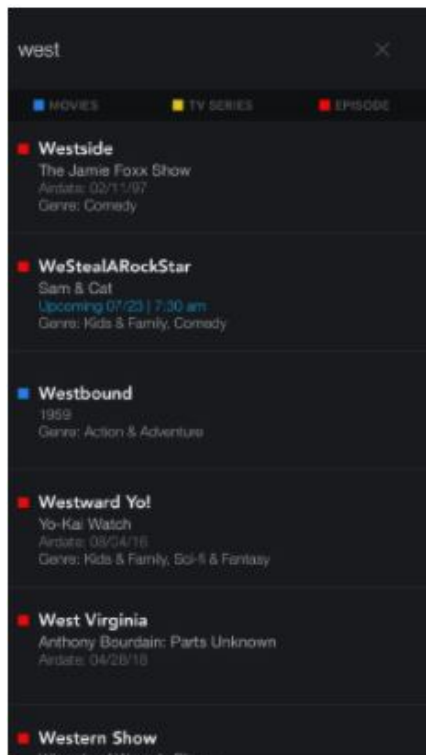 west
MOVIES TV SERIES EPISODE
Westside
The Jamie Foxx Show
Airdate: 02/11/97
Genre: Comedy
WeStealARockStar
Sam & Cat
Upcoming 07/23 | 7:30 am
Genre: Kids & Family, Comedy
Westbound
1959
Genre: Action & Adventure
Westward Yo!
Yo-Kai Watch
Airdate: 08/04/16
Genre: Kids & Family, Sci-fi & Fantasy
West Virginia
Anthony Bourdain: Parts Unknown
Airdate: 04/28/18
Western Show